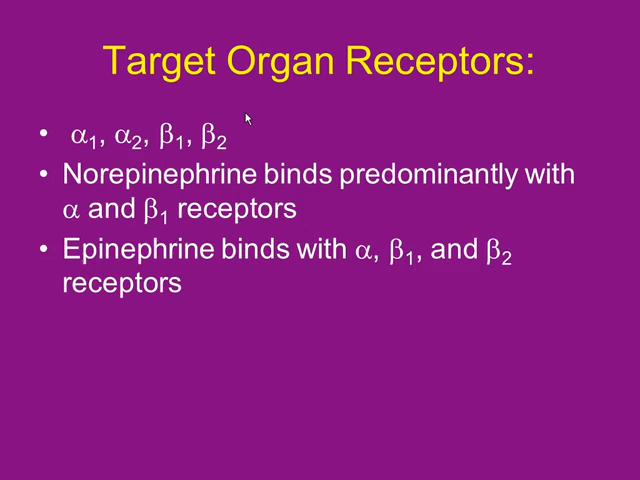 Target Organ Receptors:
• α₁, α₂, β₁, β₂
• Norepinephrine binds predominantly with
α and β₁ receptors
• Epinephrine binds with α, β₁, and β₂
receptors